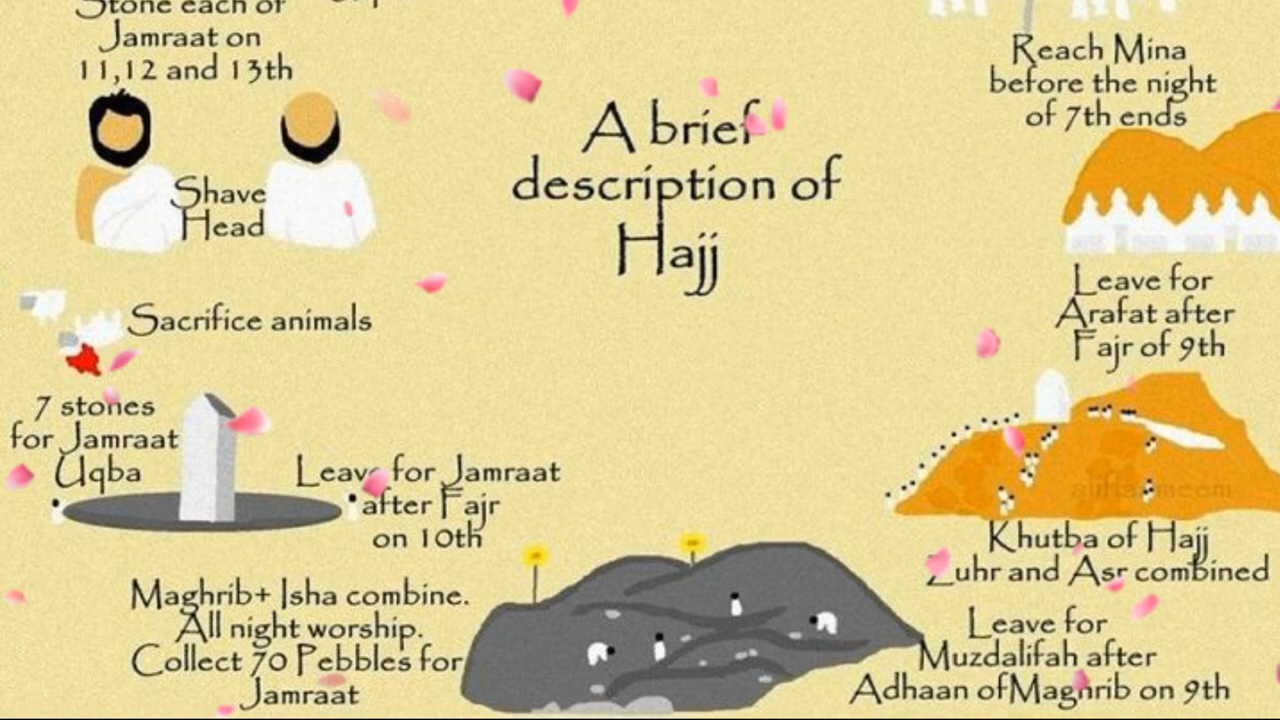 Stone each of
Jamraat on
11,12 and 13th
Shave
Head
Sacrifice animals
7 stones
for Jamraat
Uqba
Leave for Jamraat
after Fajr
on 10th
Maghrib+ Isha combine.
All night worship.
Collect 70 Pebbles for
Jamraat
A brief
description of
Hajj
Reach Mina
before the night
of 7th ends
Leave for
Arafat after
Fajr of 9th
Khutba of Hajj
Zuhr and Asr combined
Leave for
Muzdalifah after
Adhaan ofMaghrib on 9th